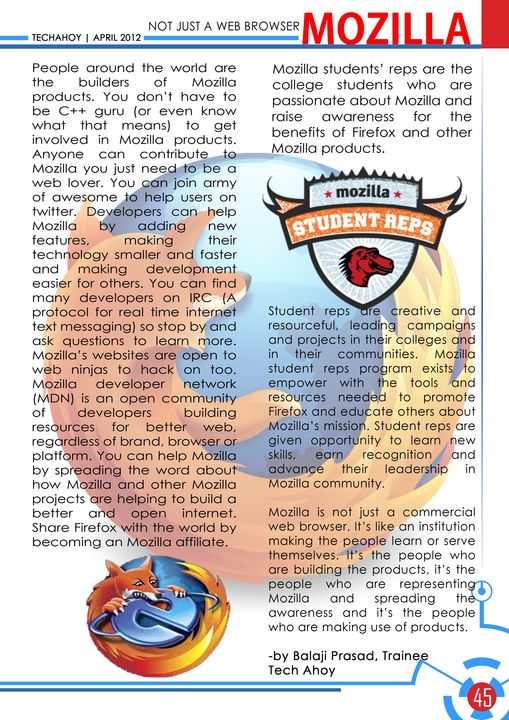 NOT JUST A WEB BROWSER
MOZILLA
TECHAHOY | APRIL 2012
People around the world are
the builders of Mozilla
products. You don't have to
be C++ guru (or even know
what that means) to get
involved in Mozilla products.
Anyone can contribute to
Mozilla you just need to be a
web lover. You can join army
of awesome to help users on
twitter. Developers can help
Mozilla by adding new
features, making their
technology smaller and faster
and making development
easier for others. You can find
many developers on IRC (A
protocol for real time internet
text messaging) so stop by and
ask questions to learn more.
Mozilla's websites are open to
web ninjas to hack on too.
Mozilla developer network
(MDN) is an open community
of developers building
resources for better web,
regardless of brand, browser or
platform. You can help Mozilla
by spreading the word about
how Mozilla and other Mozilla
projects are helping to build a
better and open internet.
Share Firefox with the world by
becoming an Mozilla affiliate.
Mozilla students' reps are the
college students who are
passionate about Mozilla and
raise awareness for the
benefits of Firefox and other
Mozilla products.
mozilla
STUDENT REPS
Student reps are creative and
resourceful, leading campaigns
and projects in their colleges and
in their communities. Mozilla
student reps program exists to
empower with the tools and
resources needed to promote
Firefox and educate others about
Mozilla's mission. Student reps are
given opportunity to learn new
skills, earn recognition and
advance their leadership in
Mozilla community.
Mozilla is not just a commercial
web browser. It's like an institution
making the people learn or serve
themselves. It's the people who
are building the products, it's the
people who are representing
Mozilla and spreading the
awareness and it's the people
who are making use of products.
-by Balaji Prasad, Trainee
Tech Ahoy
45